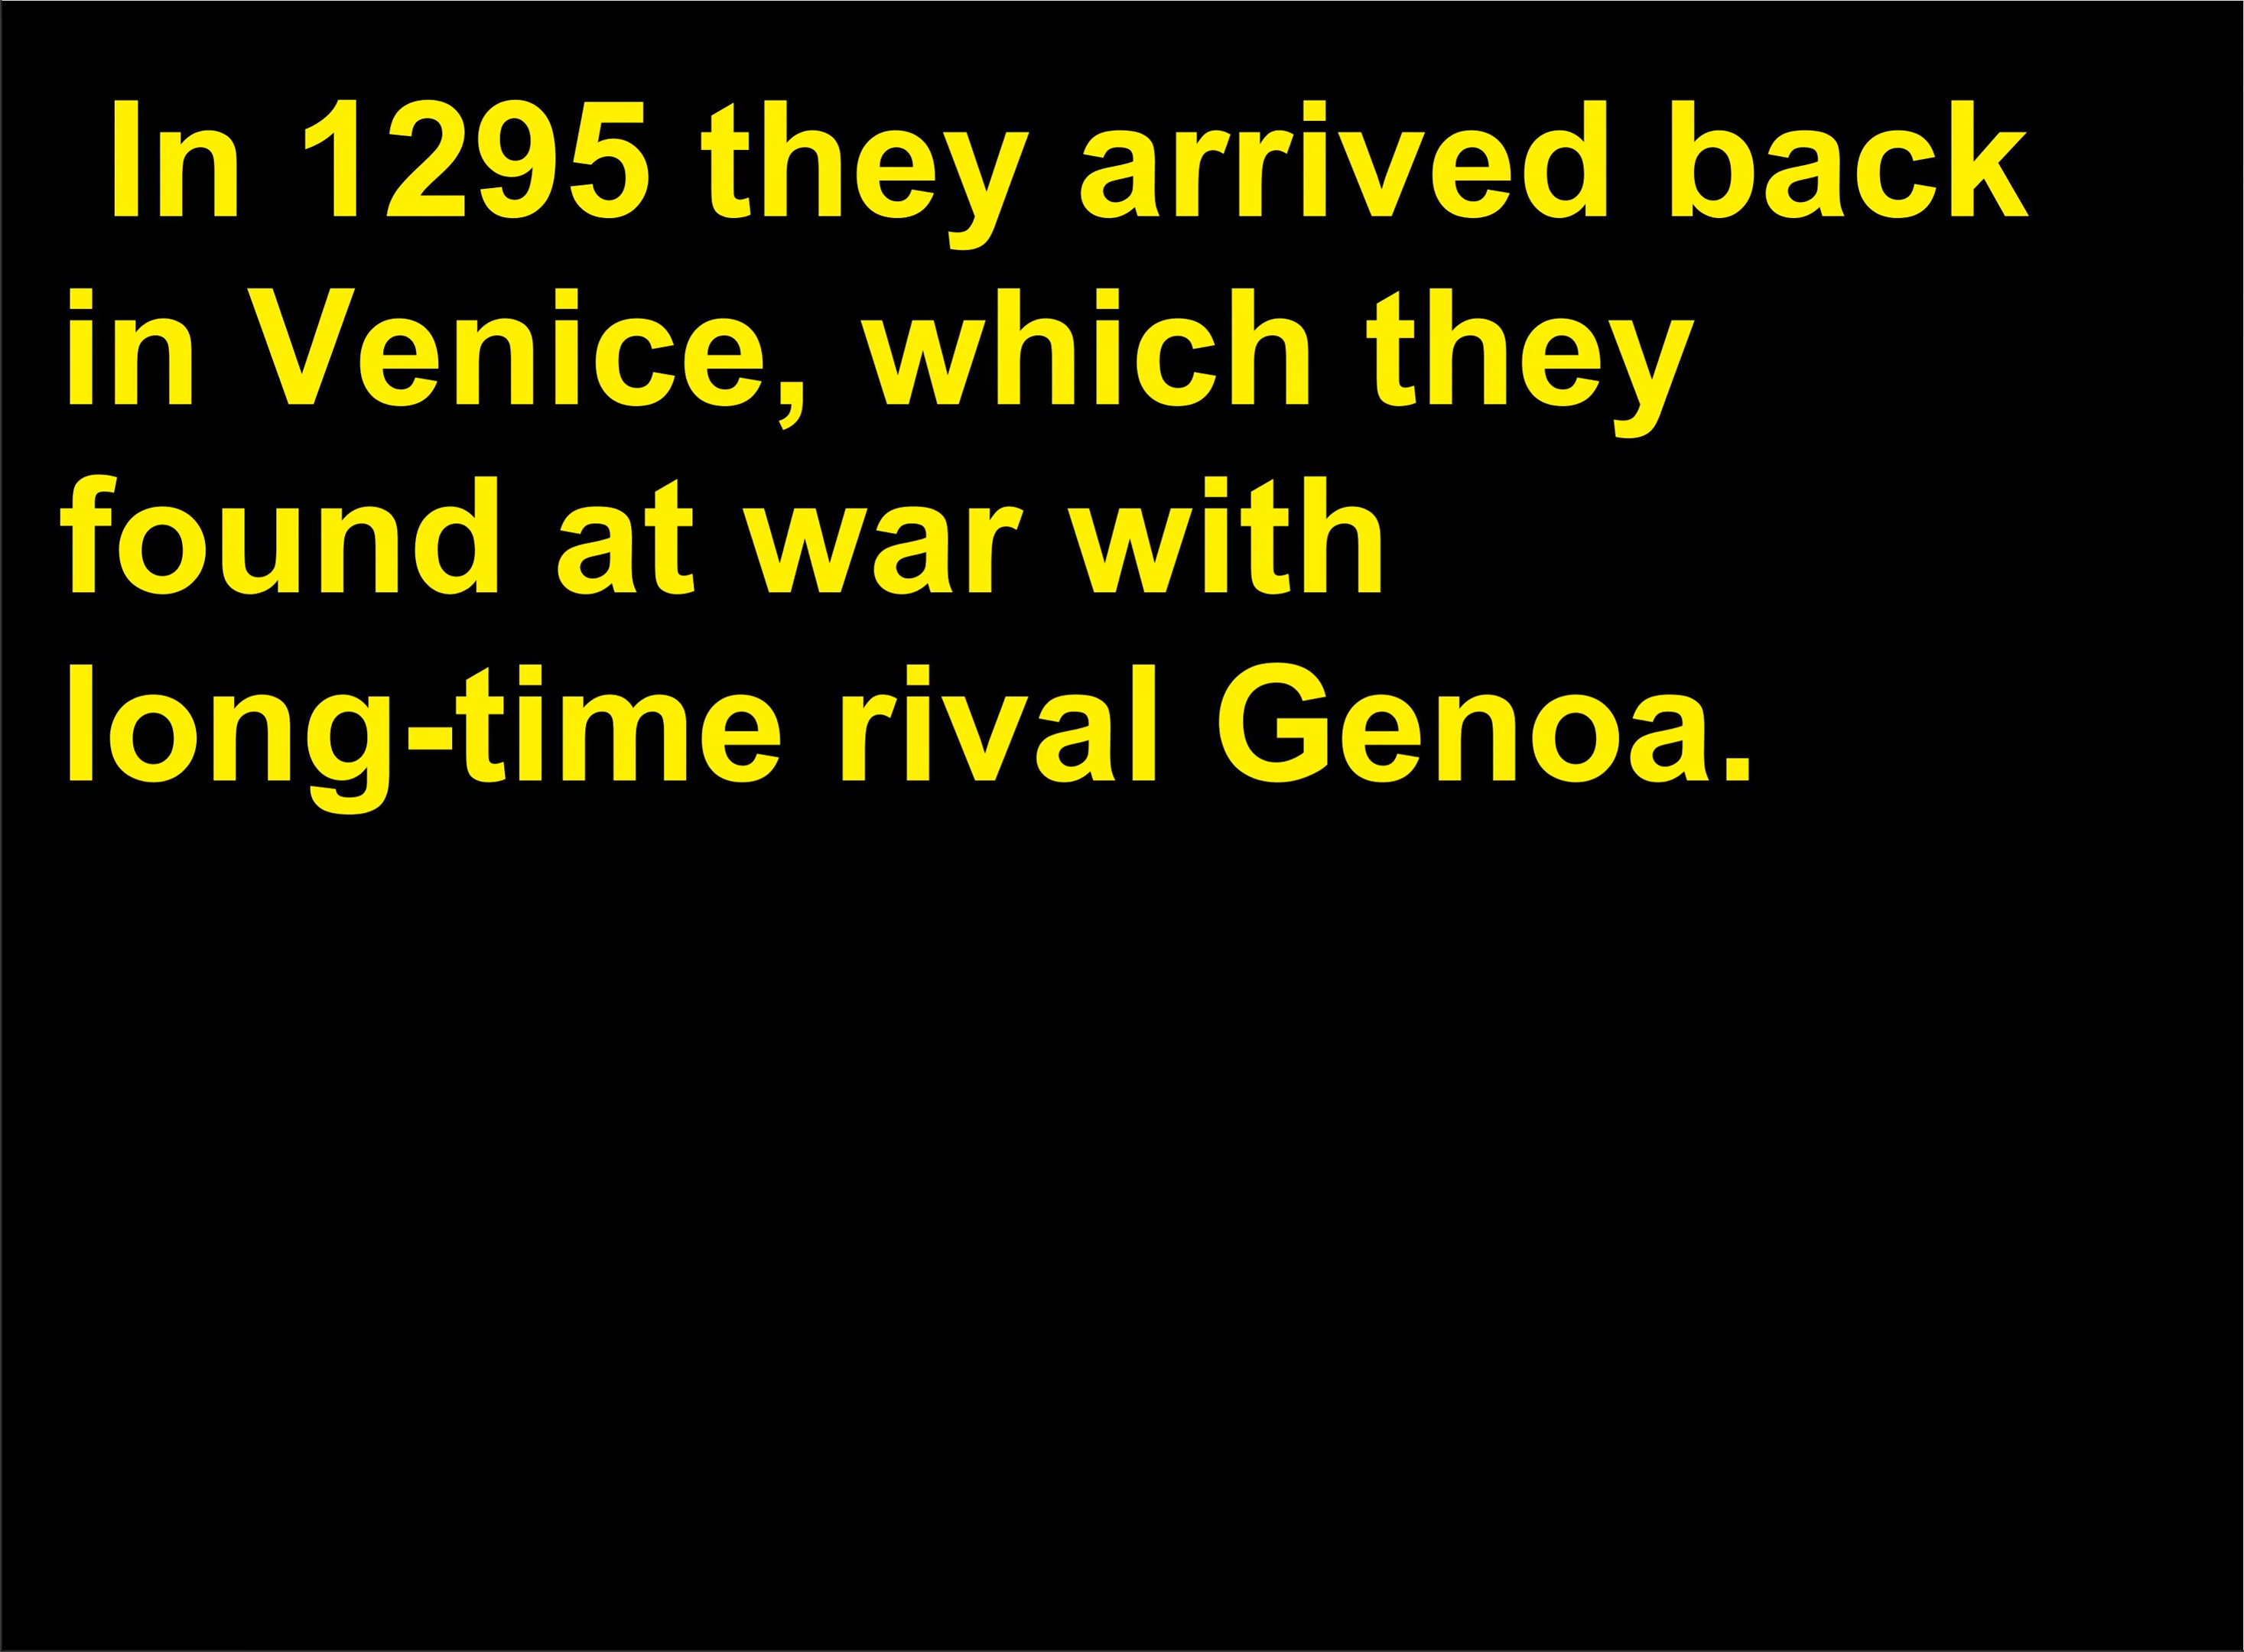 In 1295 they arrived back
in Venice, which they
found at war with
long-time rival Genoa.